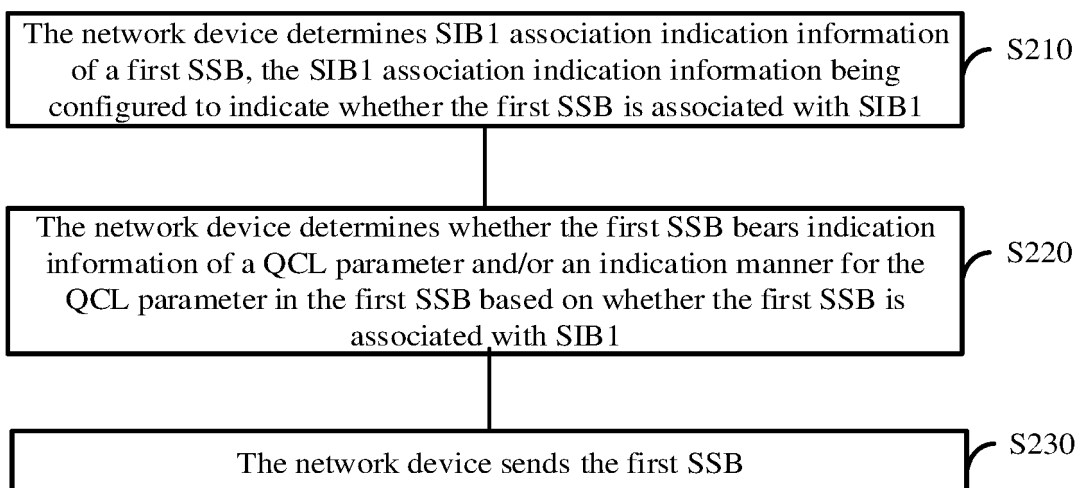 The network device determines SIB1 association indication information
of a first SSB, the SIB1 association indication information being
configured to indicate whether the first SSB is associated with SIB1
S210
The network device determines whether the first SSB bears indication
information of a QCL parameter and/or an indication manner for the
QCL parameter in the first SSB based on whether the first SSB is
associated with SIB1
S220
The network device sends the first SSB
S230